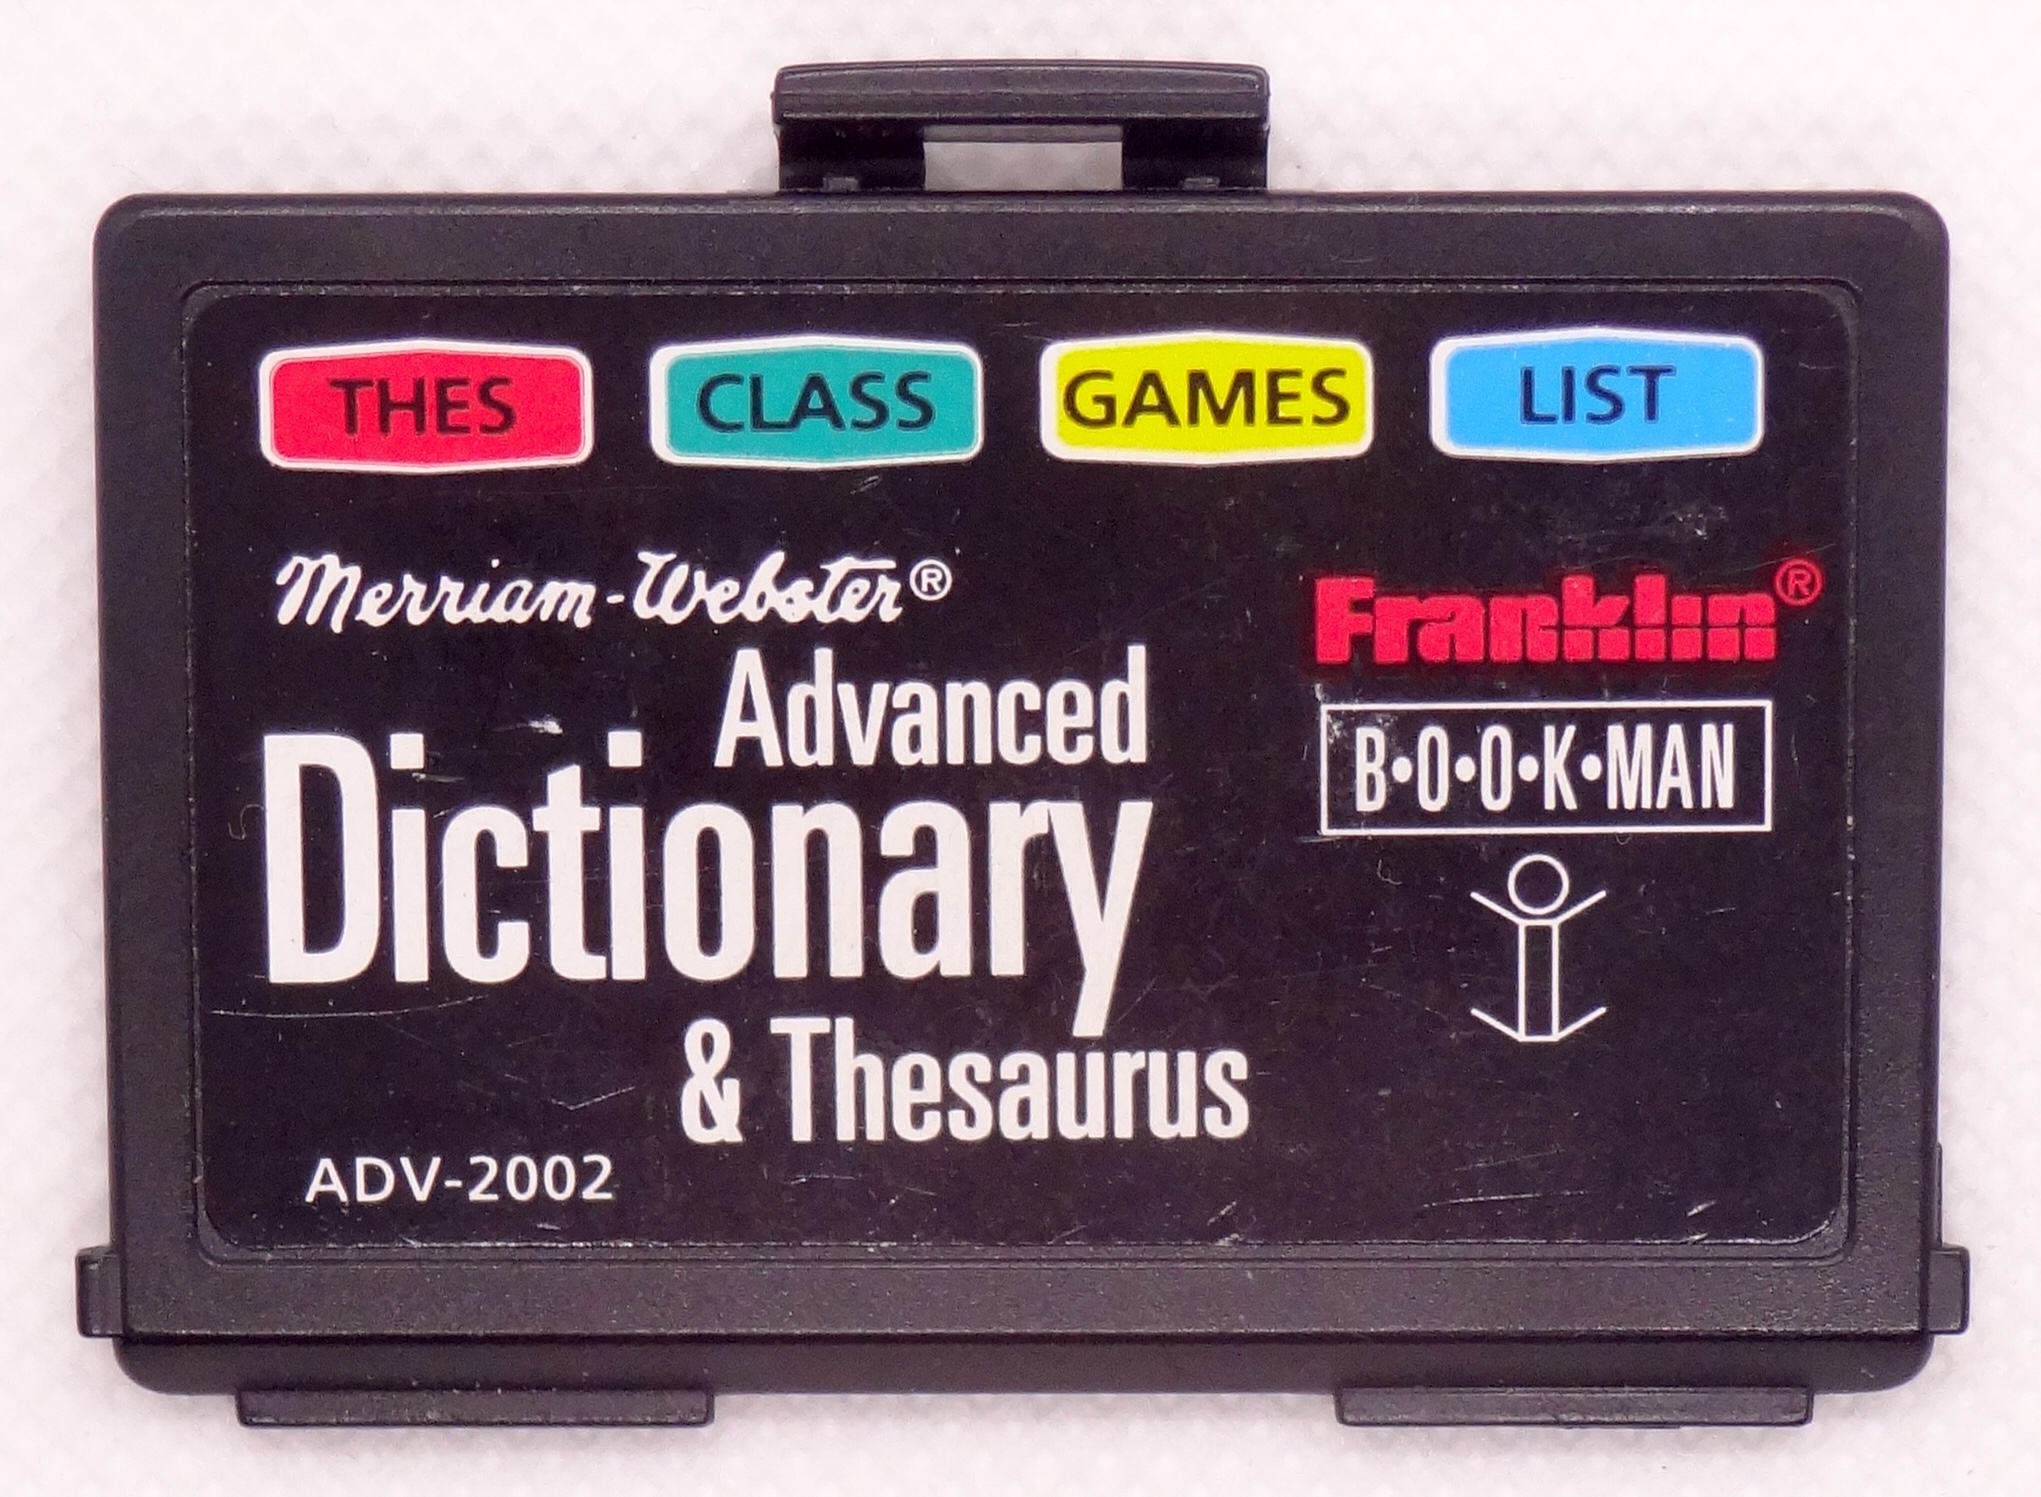 THES CLASS GAMES LIST
Merriam-Webster®
Advanced
Dictionary
& Thesaurus
ADV-2002
Franklin®
B•O•O•K•MAN